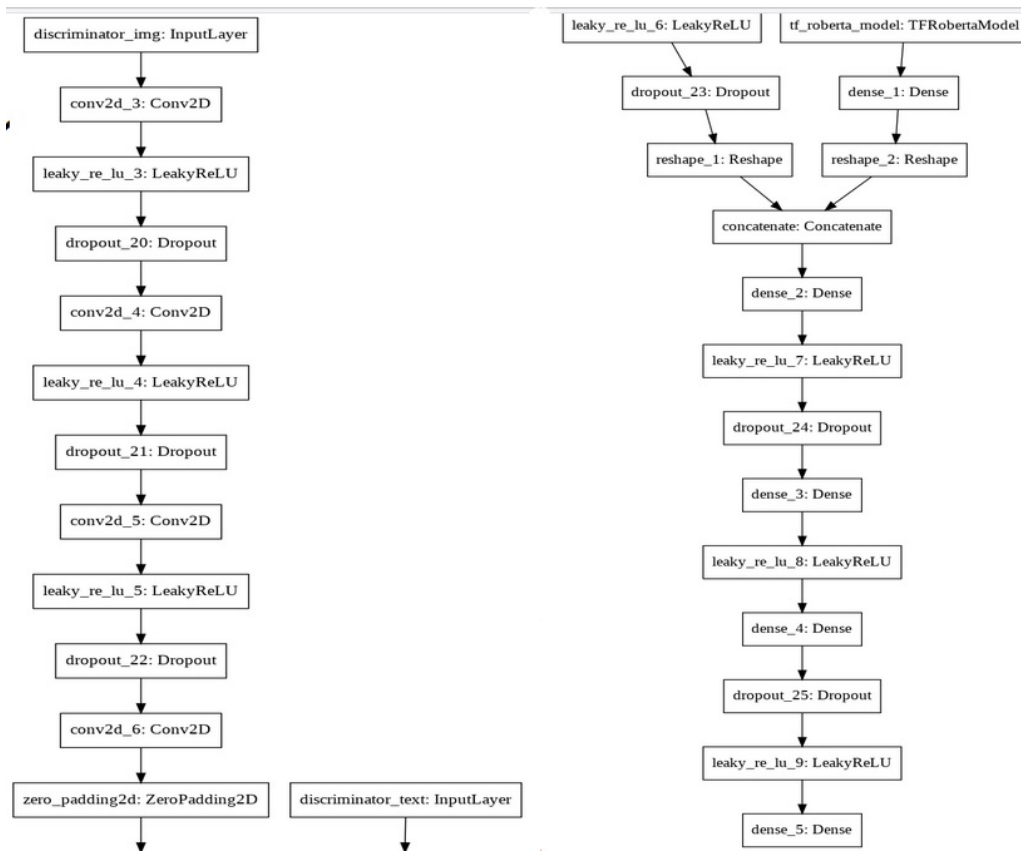 discriminator_img: InputLayer
conv2d_3: Conv2D
leaky_re_lu_3: LeakyReLU
dropout_20: Dropout
conv2d_4: Conv2D
leaky_re_lu_4: LeakyReLU
dropout_21: Dropout
conv2d_5: Conv2D
leaky_re_lu_5: LeakyReLU
dropout_22: Dropout
conv2d_6: Conv2D
zero_padding2d: ZeroPadding2D
discriminator_text: InputLayer
leaky_re_lu_6: LeakyReLU
tf_roberta_model: TFRobertaModel
dropout_23: Dropout
dense_1: Dense
reshape_1: Reshape
reshape_2: Reshape
concatenate: Concatenate
dense_2: Dense
leaky_re_lu_7: LeakyReLU
dropout_24: Dropout
dense_3: Dense
leaky_re_lu_8: LeakyReLU
dense_4: Dense
dropout_25: Dropout
leaky_re_lu_9: LeakyReLU
dense_5: Dense